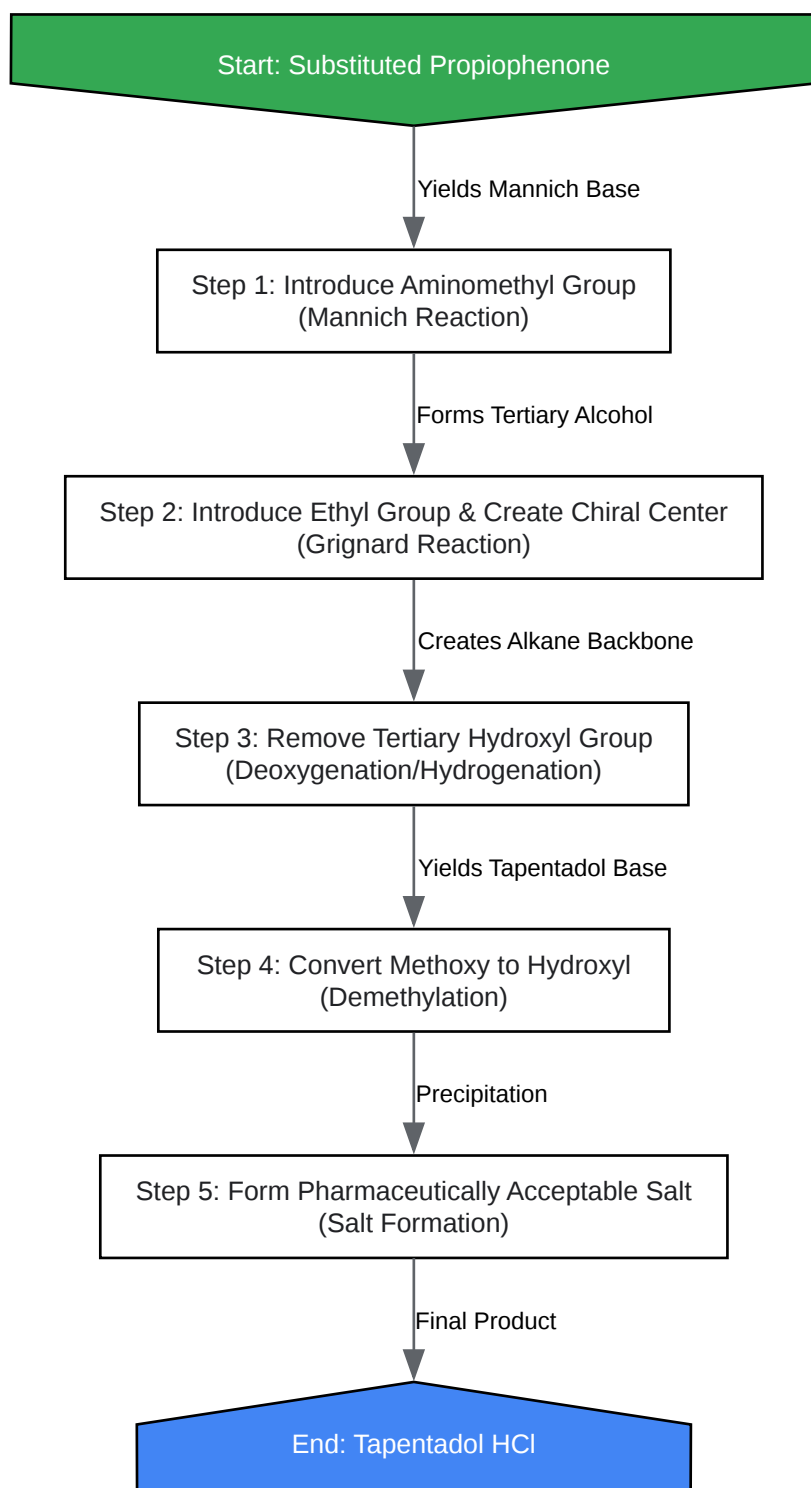 Start: Substituted Propiophenone
Yields Mannich Base
Step 1: Introduce Aminomethyl Group
(Mannich Reaction)
Forms Tertiary Alcohol
Step 2: Introduce Ethyl Group & Create Chiral Center
(Grignard Reaction)
Creates Alkane Backbone
Step 3: Remove Tertiary Hydroxyl Group
(Deoxygenation/Hydrogenation)
Yields Tapentadol Base
Step 4: Convert Methoxy to Hydroxyl
(Demethylation)
Precipitation
Step 5: Form Pharmaceutically Acceptable Salt
(Salt Formation)
Final Product
End: Tapentadol HCl